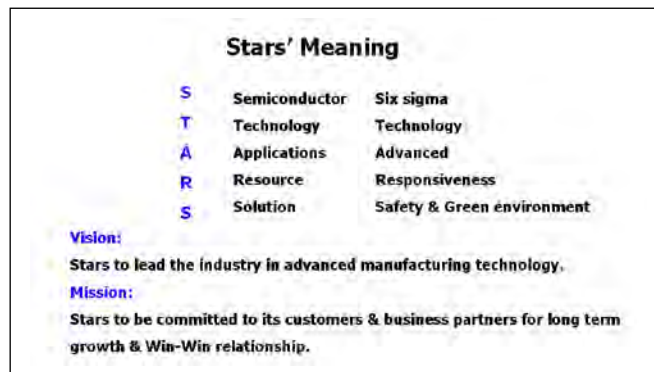 Stars' Meaning
S Semiconductor Six sigma
T Technology Technology
A Applications Advanced
R Resource Responsiveness
S Solution Safety & Green environment
Vision:
Stars to lead the industry in advanced manufacturing technology.
Mission:
Stars to be committed to its customers & business partners for long term
growth & Win-Win relationship.